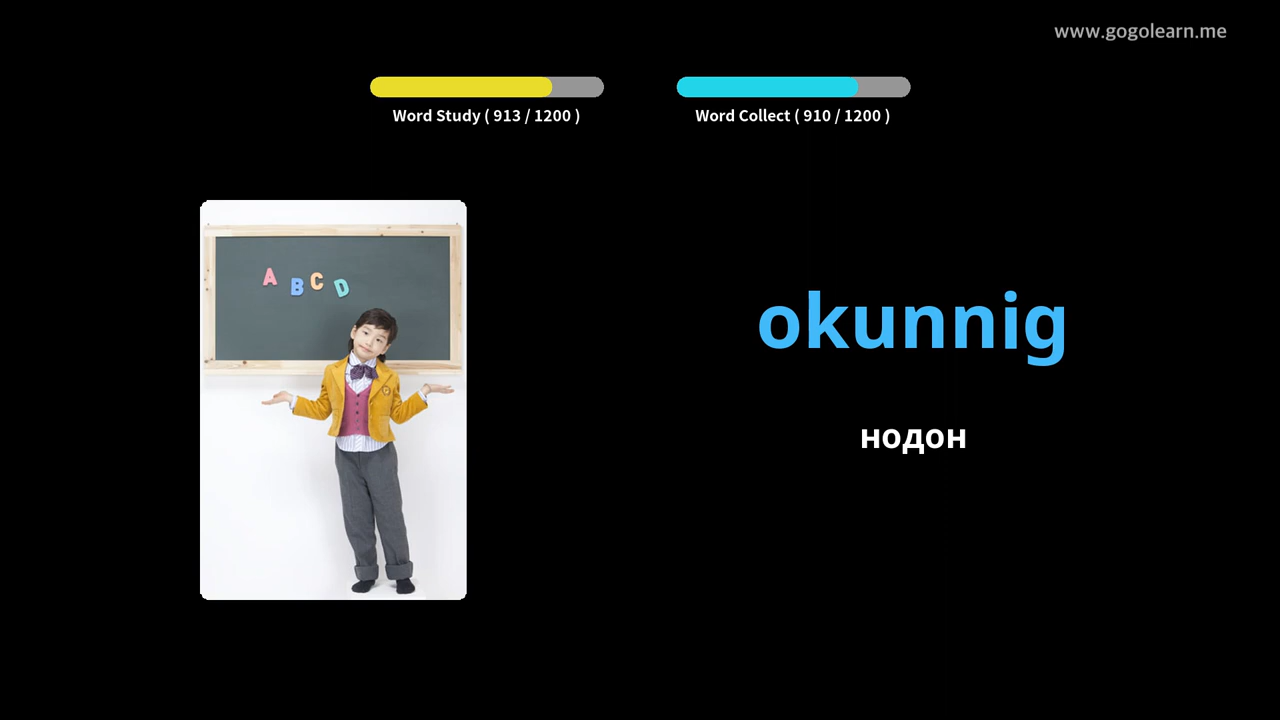 www.gogolearn.me
Word Study ( 913 / 1200 )
Word Collect ( 910 / 1200 )
A B C D
okunnig
нодон